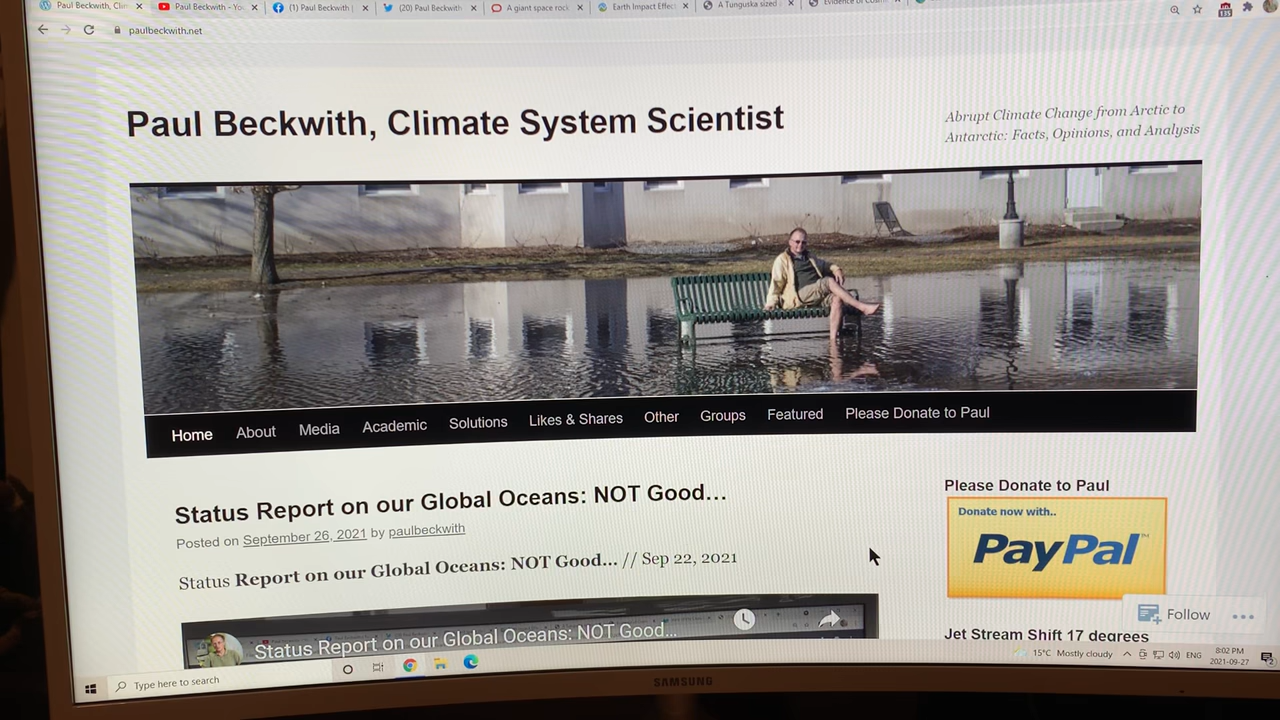 Paul Beckwith, Clim
Paul Beckwith - Yo
(1) Paul Beckwith
(20) Paul Beckwith
A giant space rock
Earth Impact Effec
A Tunguska sized
paulbeckwith.net
135
Paul Beckwith, Climate System Scientist
Abrupt Climate Change from Arctic to
Antarctic: Facts, Opinions, and Analysis
Home About Media Academic Solutions Likes & Shares Other Groups Featured Please Donate to Paul
Status Report on our Global Oceans: NOT Good...
Posted on September 26, 2021 by paulbeckwith
Status Report on our Global Oceans: NOT Good... // Sep 22, 2021
Status Report on our Global Oceans: NOT Good...
Please Donate to Paul
Donate now with..
PayPal™
Follow
Jet Stream Shift 17 degrees
Type here to search
15°C Mostly cloudy
ENG
8:02 PM
2021-09-27
2
SAMSUNG